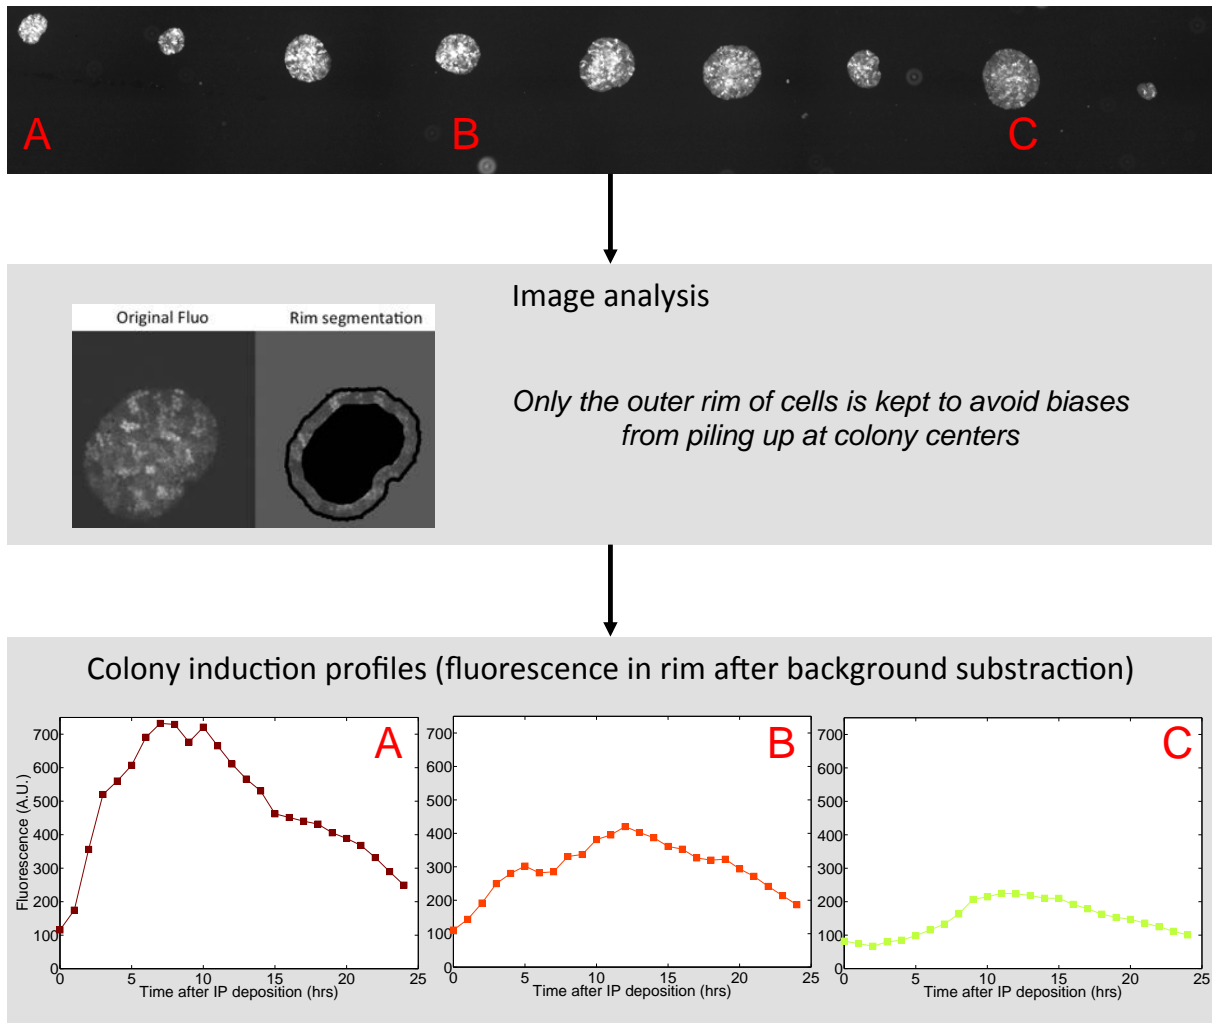 A
B
C
Image analysis
Original Fluo
Rim segmentation
Only the outer rim of cells is kept to avoid biases
from piling up at colony centers
Colony induction profiles (fluorescence in rim after background substraction)
A
700
600
500
400
300
200
100
0
0 5 10 15 20 25
Fluorescence (A.U.)
Time after IP deposition (hrs)
B
700
600
500
400
300
200
100
0
0 5 10 15 20 25
Time after IP deposition (hrs)
C
700
600
500
400
300
200
100
0
0 5 10 15 20 25
Time after IP deposition (hrs)